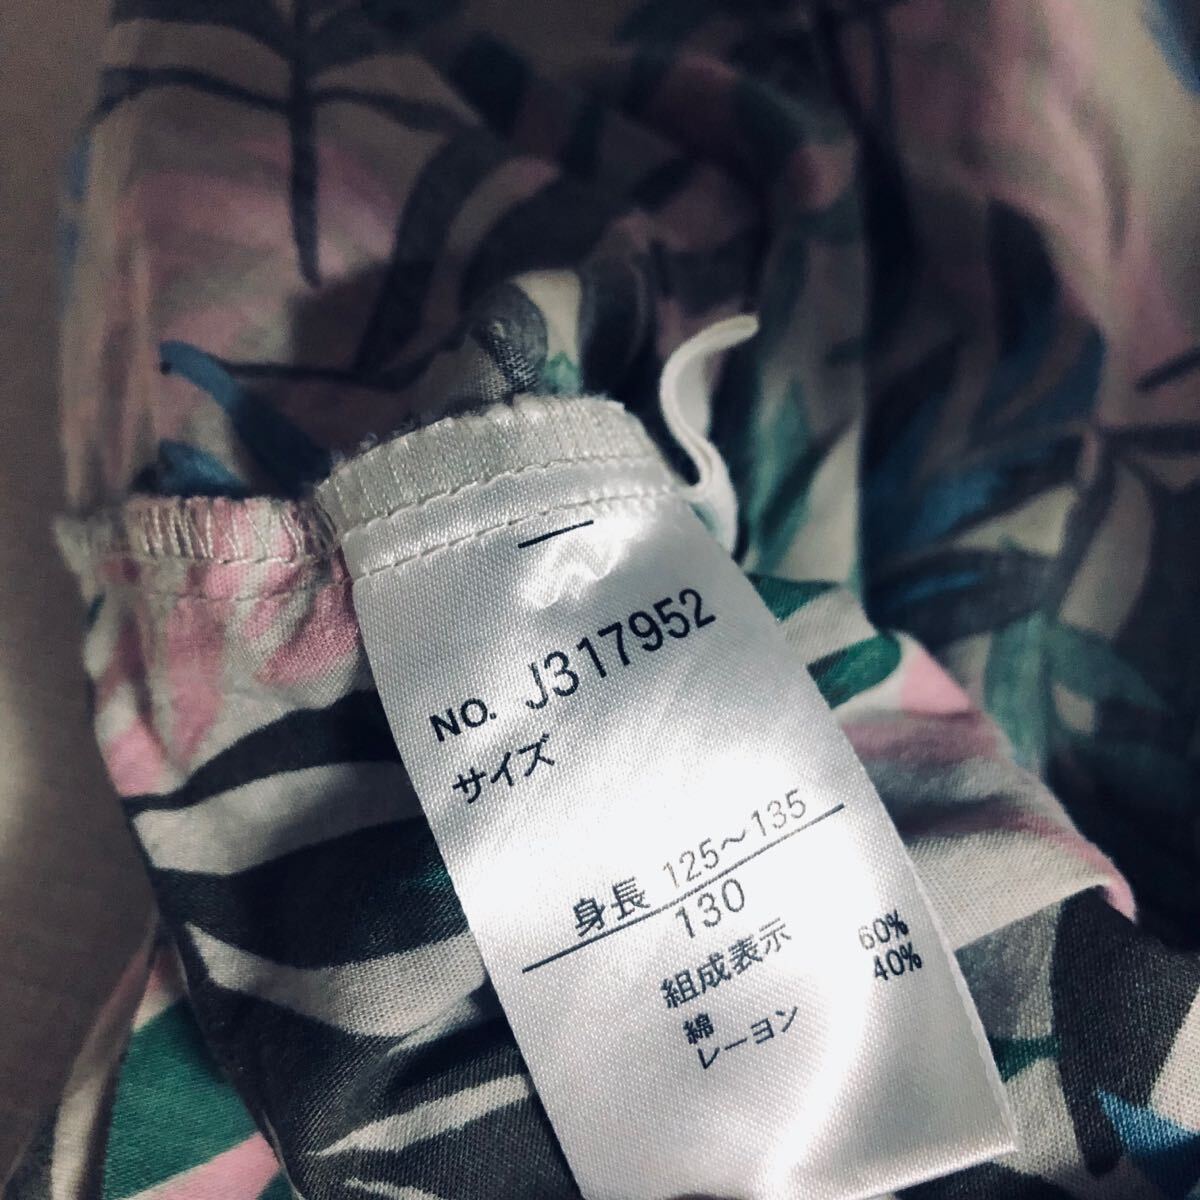 NO. J317952
サイズ
身長 125～135
130
組成表示
綿 60%
レーヨン 40%